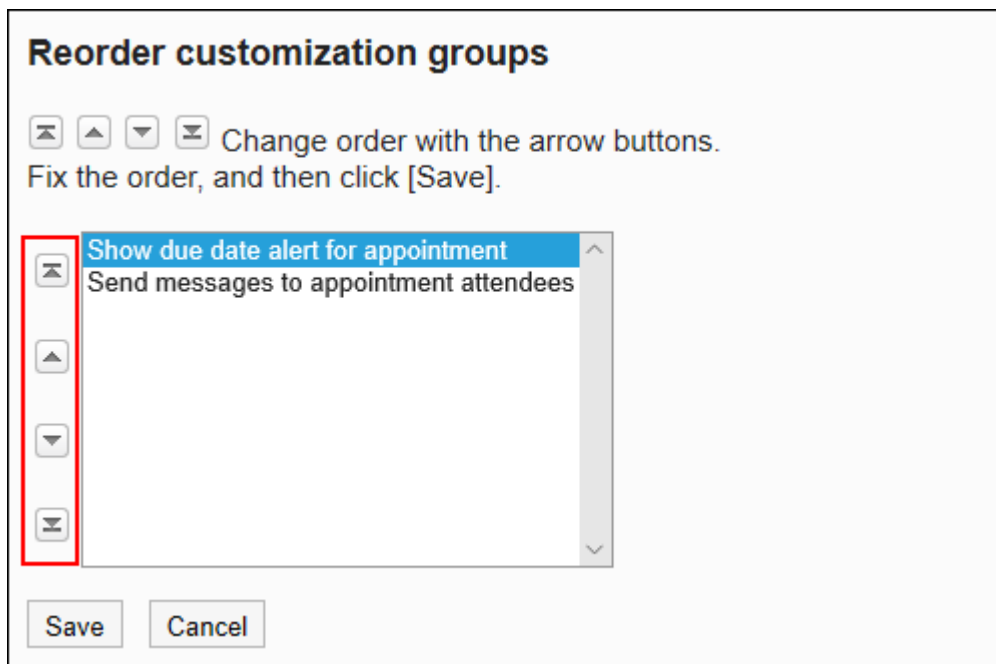 Reorder customization groups
Change order with the arrow buttons.
Fix the order, and then click [Save].
Show due date alert for appointment
Send messages to appointment attendees
Save Cancel